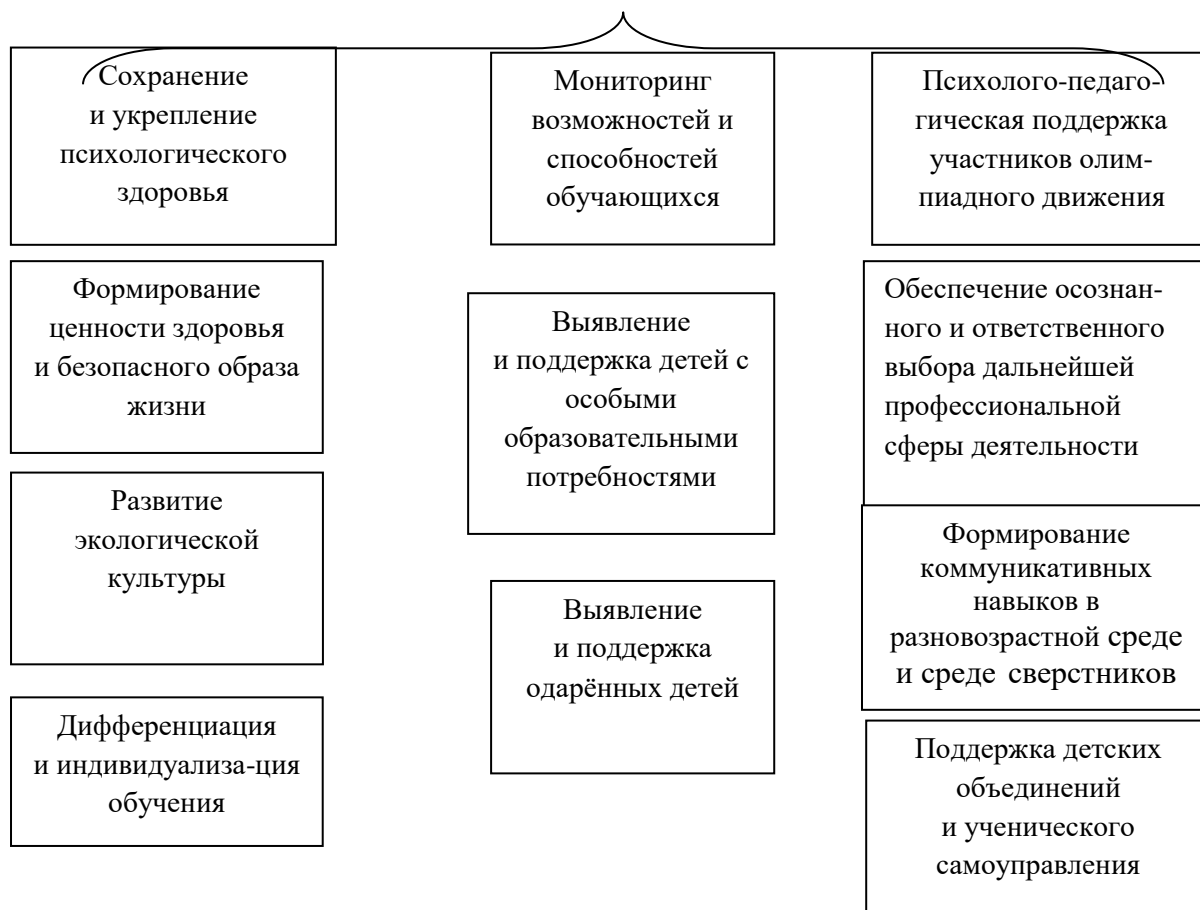 Сохранение
и укрепление
психологического
здоровья
Формирование
ценности здоровья
и безопасного образа
жизни
Развитие
экологической
культуры
Дифференциация
и индивидуализа-ция
обучения
Мониторинг
возможностей и
способностей
обучающихся
Выявление
и поддержка детей с
особыми
образовательными
потребностями
Выявление
и поддержка
одарённых детей
Психолого-педаго-
гическая поддержка
участников олим-
пиадного движения
Обеспечение осознан-
ного и ответственного
выбора дальнейшей
профессиональной
сферы деятельности
Формирование
коммуникативных
навыков в
разновозрастной среде
и среде сверстников
Поддержка детских
объединений
и ученического
самоуправления